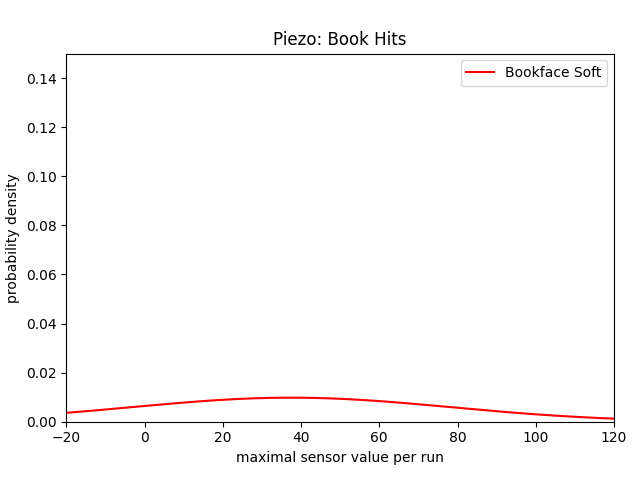 Piezo: Book Hits
Bookface Soft
0.14
0.12
0.10
0.08
0.06
0.04
0.02
0.00
probability density
−20 0 20 40 60 80 100 120
maximal sensor value per run